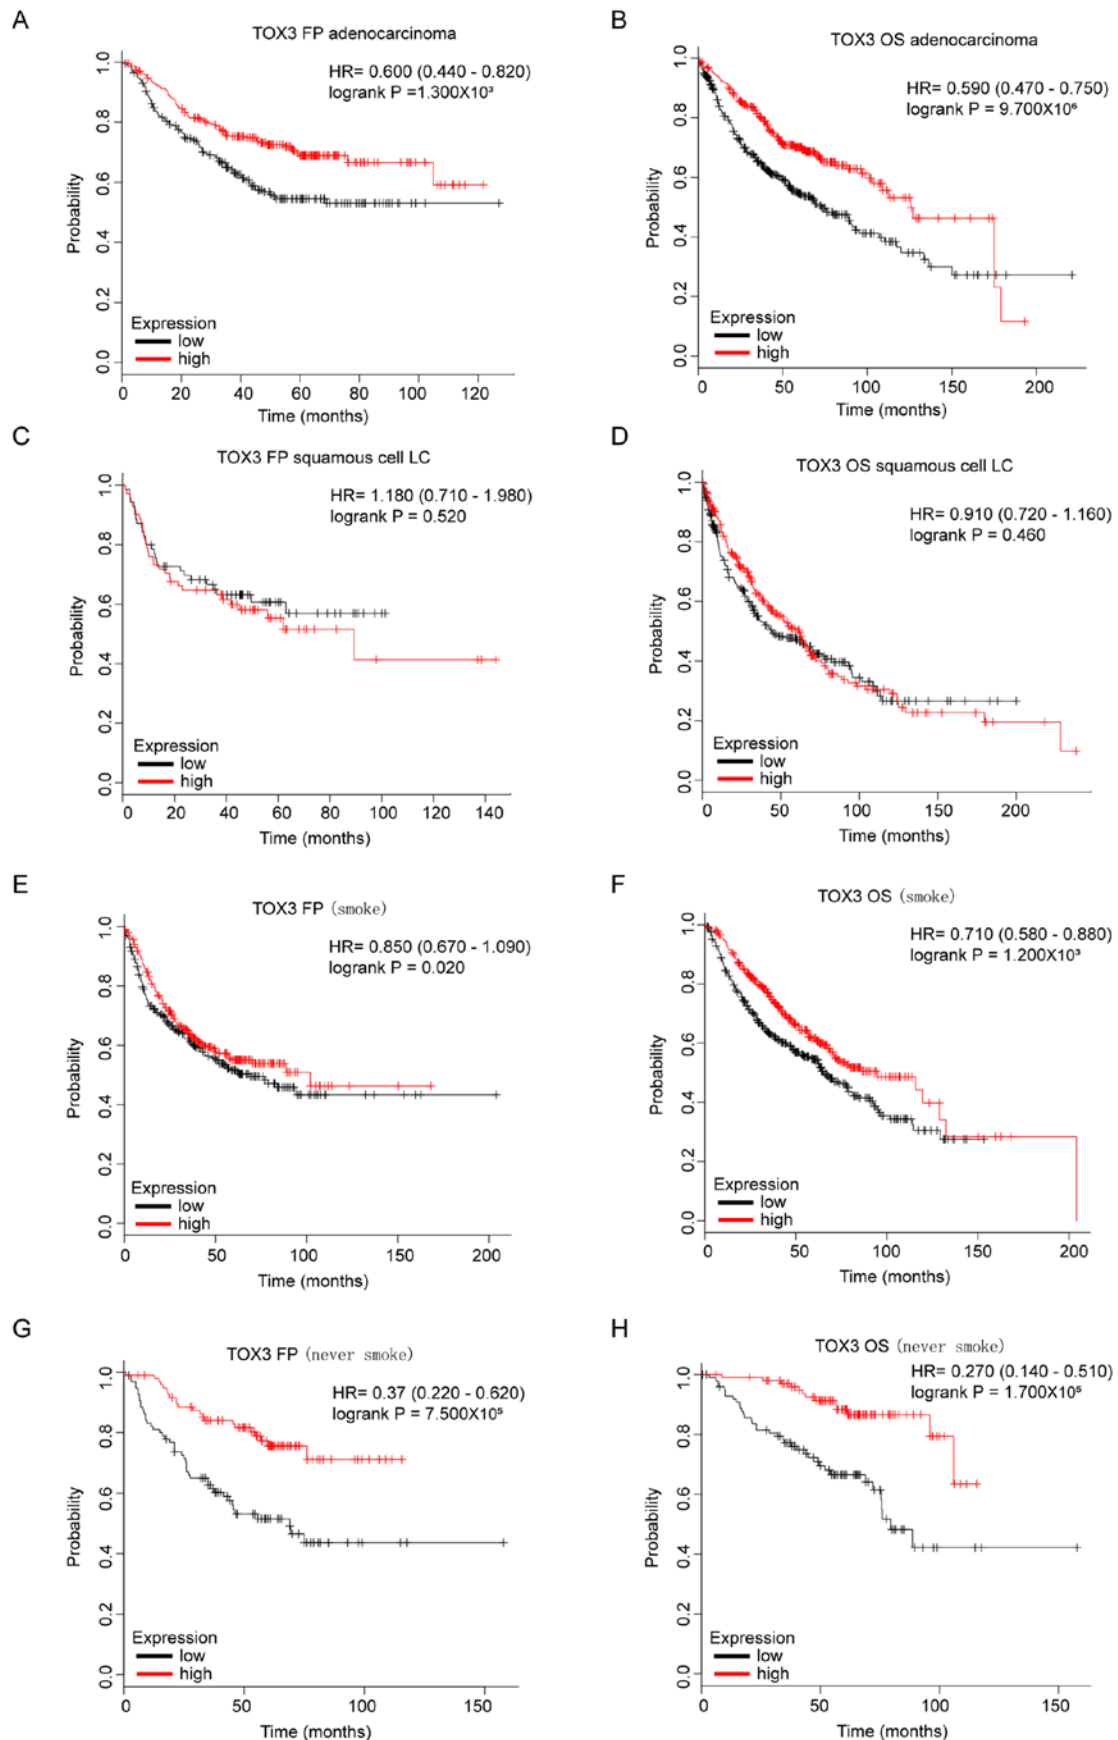 A
TOX3 FP adenocarcinoma
HR= 0.600 (0.440 - 0.820)
logrank P =1.300X10³
Probability
1.0
0.8
0.6
0.4
0.2
0.0
Expression
low
high
0 20 40 60 80 100 120
Time (months)
B
TOX3 OS adenocarcinoma
HR= 0.590 (0.470 - 0.750)
logrank P = 9.700X10⁶
Probability
1.0
0.8
0.6
0.4
0.2
0.0
Expression
low
high
0 50 100 150 200
Time (months)
C
TOX3 FP squamous cell LC
HR= 1.180 (0.710 - 1.980)
logrank P = 0.520
Probability
1.0
0.8
0.6
0.4
0.2
0.0
Expression
low
high
0 20 40 60 80 100 120 140
Time (months)
D
TOX3 OS squamous cell LC
HR= 0.910 (0.720 - 1.160)
logrank P = 0.460
Probability
1.0
0.8
0.6
0.4
0.2
0.0
Expression
low
high
0 50 100 150 200
Time (months)
E
TOX3 FP (smoke)
HR= 0.850 (0.670 - 1.090)
logrank P = 0.020
Probability
1.0
0.8
0.6
0.4
0.2
0.0
Expression
low
high
0 50 100 150 200
Time (months)
F
TOX3 OS (smoke)
HR= 0.710 (0.580 - 0.880)
logrank P = 1.200X10³
Probability
1.0
0.8
0.6
0.4
0.2
0.0
Expression
low
high
0 50 100 150 200
Time (months)
G
TOX3 FP (never smoke)
HR= 0.37 (0.220 - 0.620)
logrank P = 7.500X10⁵
Probability
1.0
0.8
0.6
0.4
0.2
0.0
Expression
low
high
0 50 100 150
Time (months)
H
TOX3 OS (never smoke)
HR= 0.270 (0.140 - 0.510)
logrank P = 1.700X10⁵
Probability
1.0
0.8
0.6
0.4
0.2
0.0
Expression
low
high
0 50 100 150
Time (months)